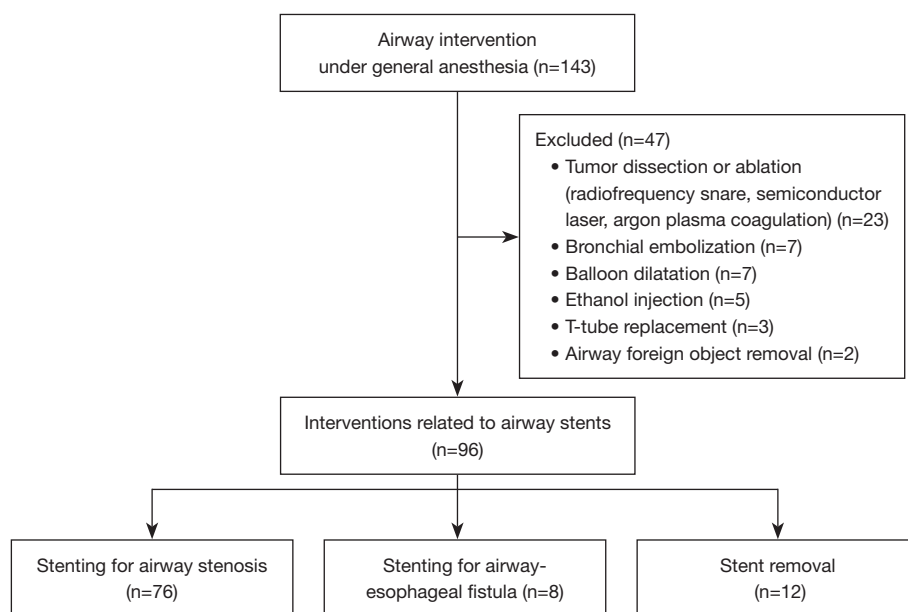 Airway intervention
under general anesthesia (n=143)
Excluded (n=47)
• Tumor dissection or ablation
(radiofrequency snare, semiconductor
laser, argon plasma coagulation) (n=23)
• Bronchial embolization (n=7)
• Balloon dilatation (n=7)
• Ethanol injection (n=5)
• T-tube replacement (n=3)
• Airway foreign object removal (n=2)
Interventions related to airway stents
(n=96)
Stenting for airway stenosis
(n=76)
Stenting for airway-
esophageal fistula (n=8)
Stent removal
(n=12)